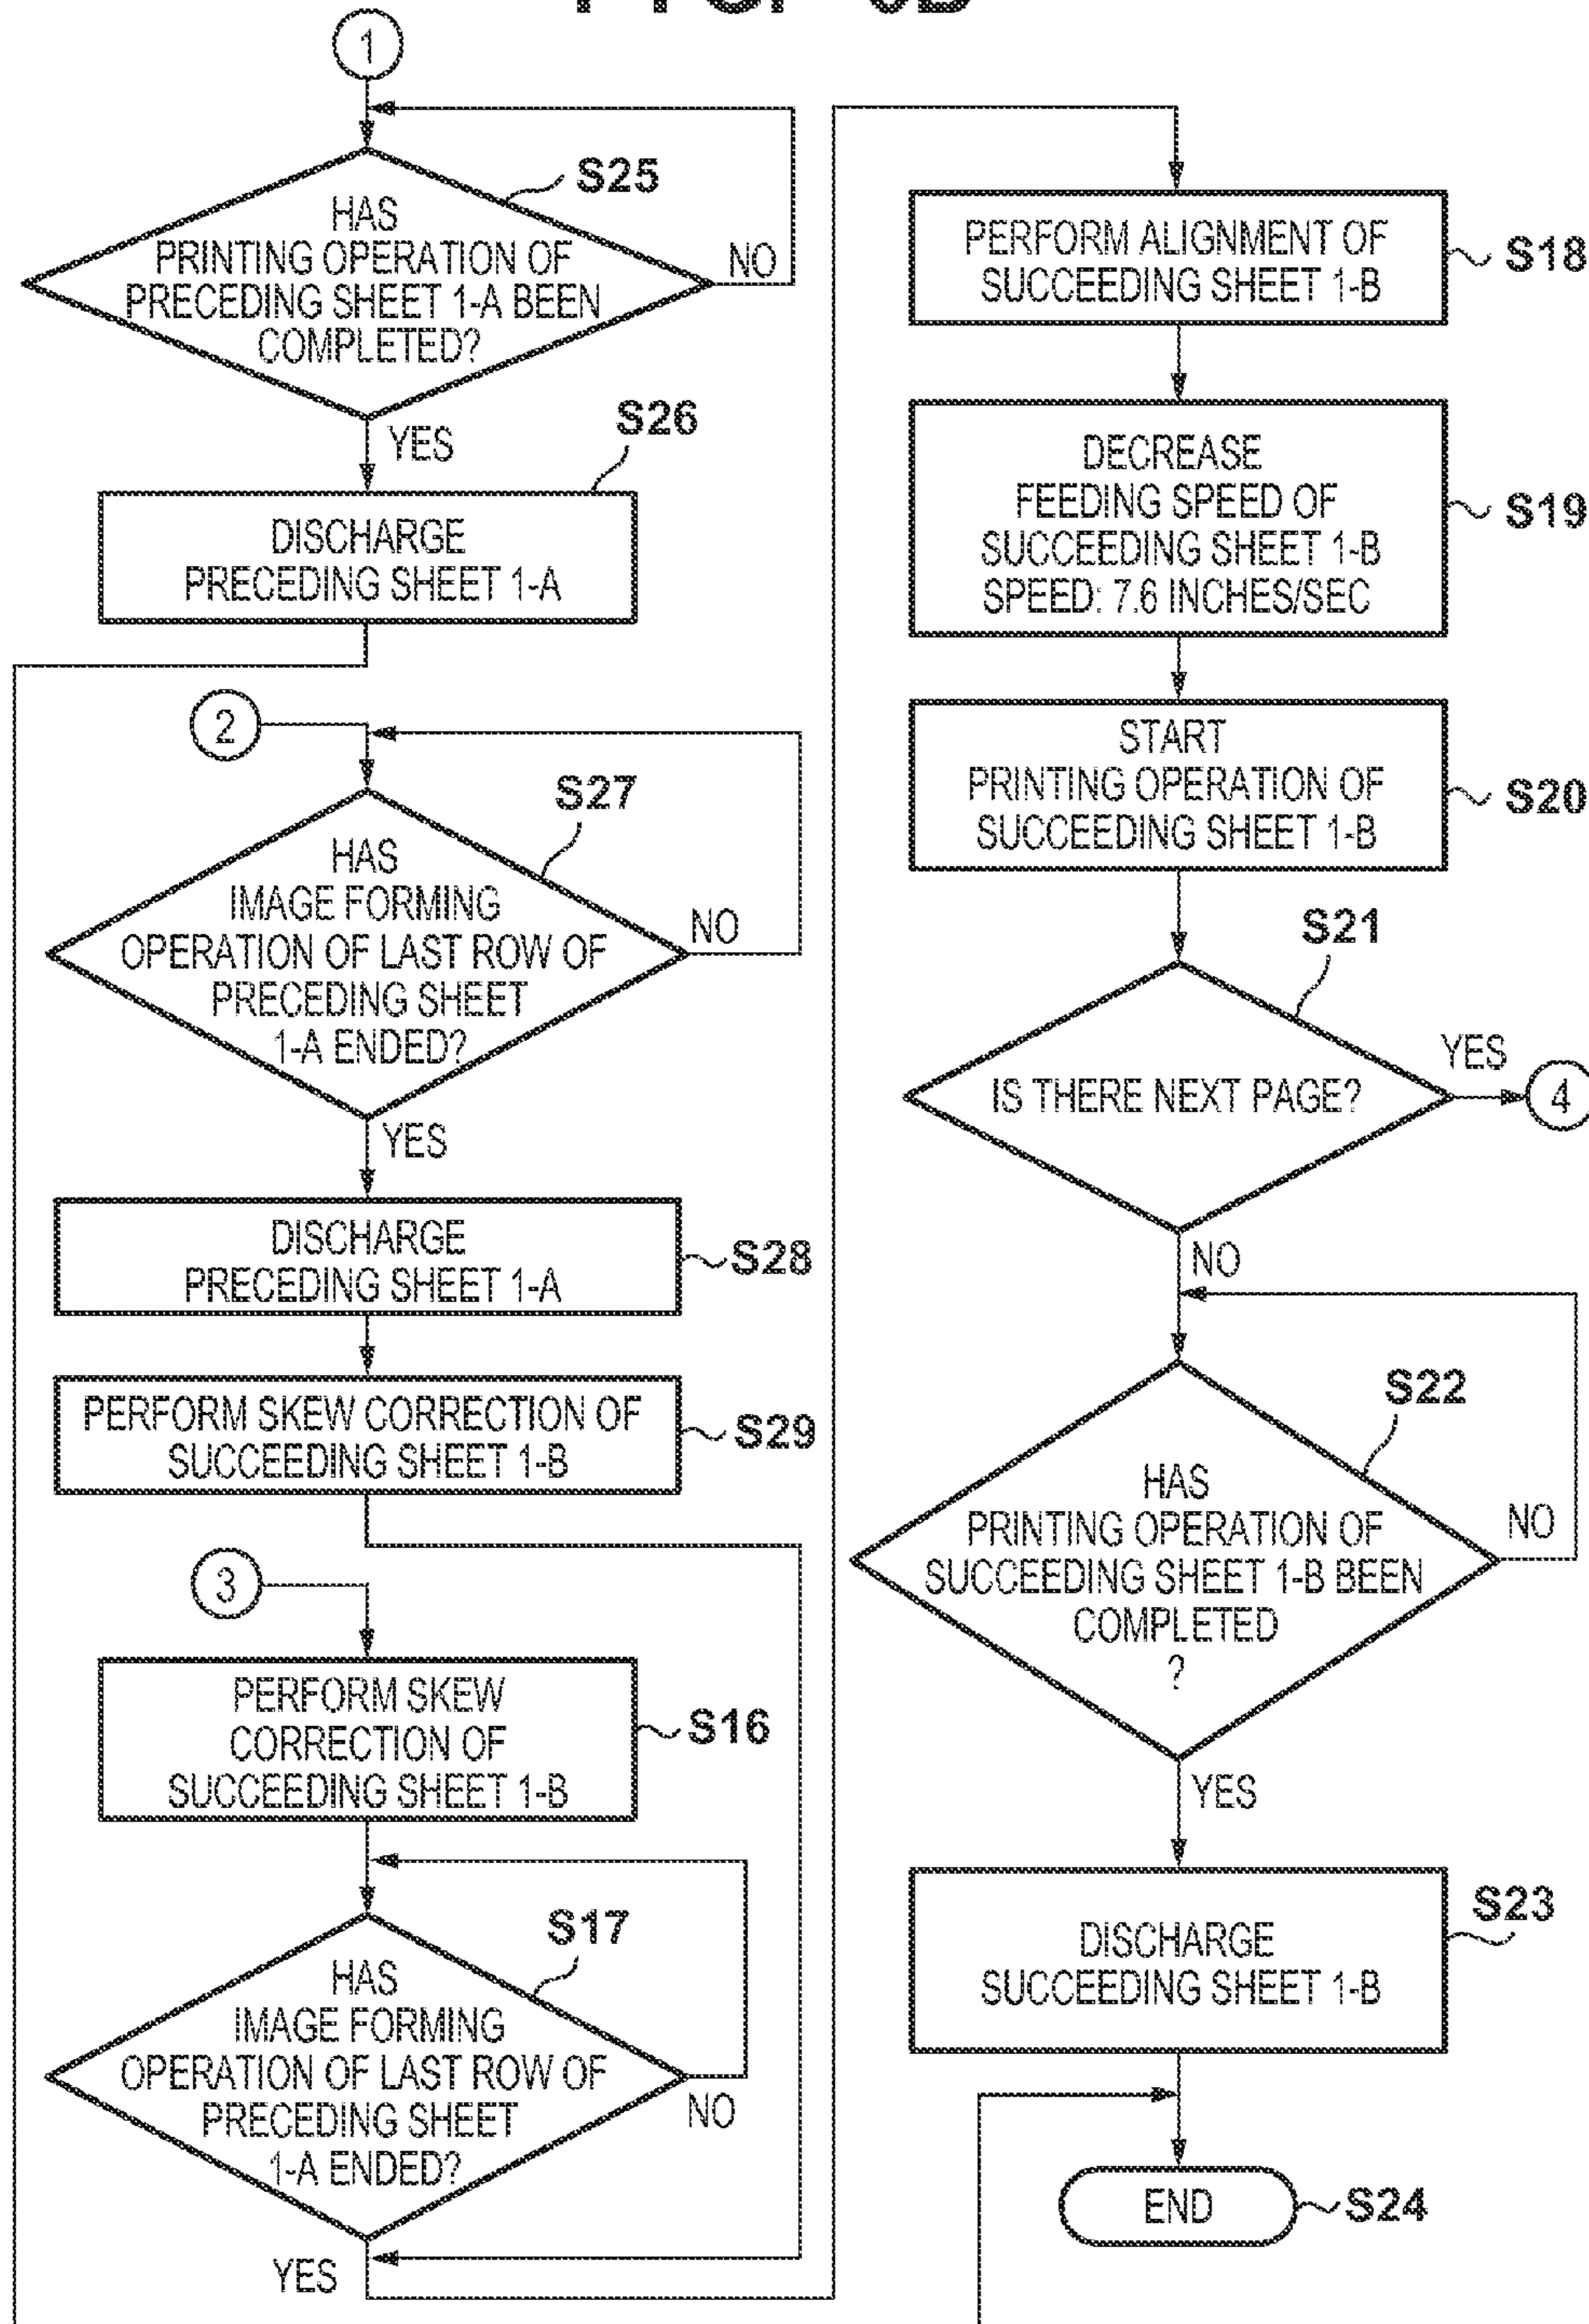 1
S25
HAS
PRINTING OPERATION OF
PRECEDING SHEET 1-A BEEN
COMPLETED?
NO
YES
S26
DISCHARGE
PRECEDING SHEET 1-A
2
S27
HAS
IMAGE FORMING
OPERATION OF LAST ROW OF
PRECEDING SHEET
1-A ENDED?
NO
YES
DISCHARGE
PRECEDING SHEET 1-A
S28
PERFORM SKEW CORRECTION OF
SUCCEEDING SHEET 1-B
S29
3
PERFORM SKEW
CORRECTION OF
SUCCEEDING SHEET 1-B
S16
S17
HAS
IMAGE FORMING
OPERATION OF LAST ROW OF
PRECEDING SHEET
1-A ENDED?
NO
YES
PERFORM ALIGNMENT OF
SUCCEEDING SHEET 1-B
S18
DECREASE
FEEDING SPEED OF
SUCCEEDING SHEET 1-B
SPEED: 7.6 INCHES/SEC
S19
START
PRINTING OPERATION OF
SUCCEEDING SHEET 1-B
S20
S21
IS THERE NEXT PAGE?
YES
4
NO
S22
HAS
PRINTING OPERATION OF
SUCCEEDING SHEET 1-B BEEN
COMPLETED
?
NO
YES
DISCHARGE
SUCCEEDING SHEET 1-B
S23
END
S24